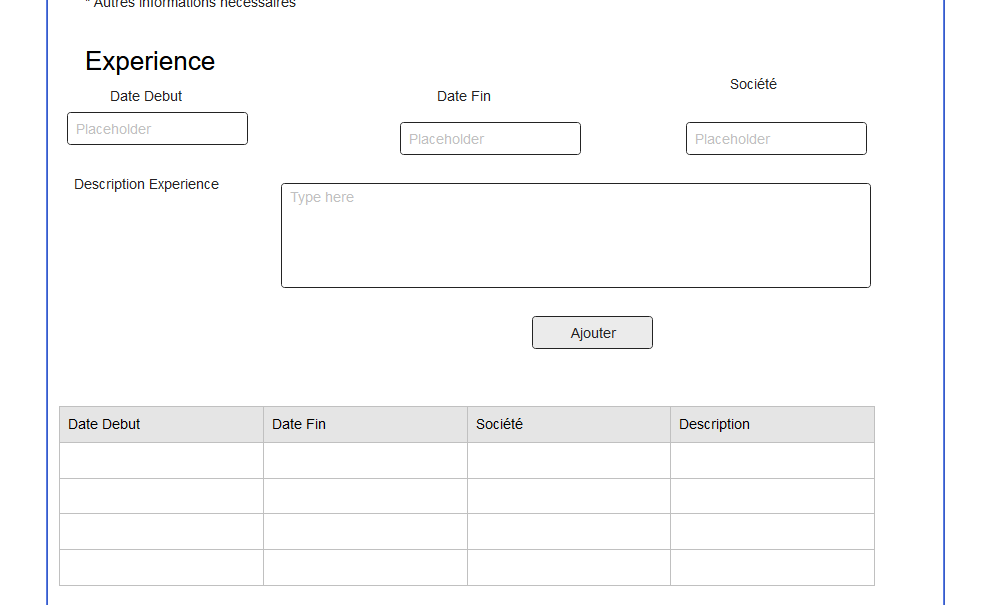 * Autres informations nécessaires
Experience
Date Debut
Date Fin
Société
Placeholder
Placeholder
Placeholder
Description Experience
Type here
Ajouter
Date Debut Date Fin Société Description